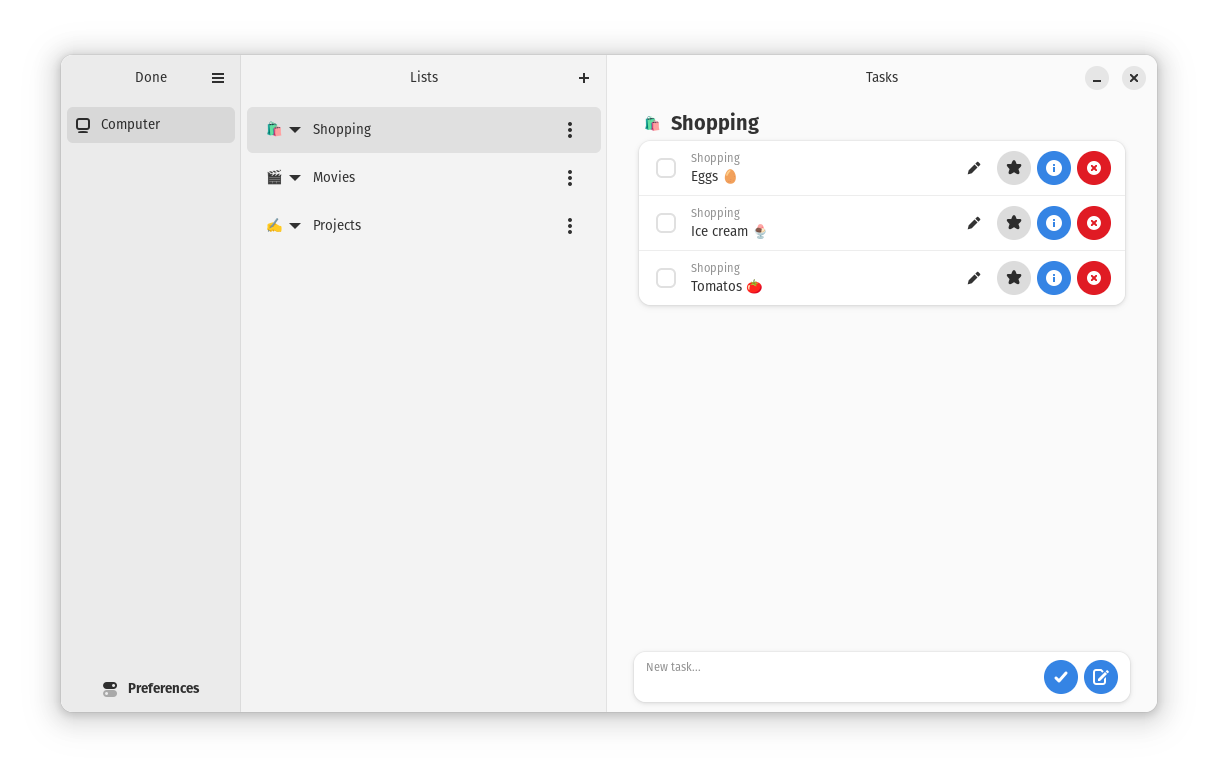 Done
Lists
Tasks
Computer
🛍️ Shopping
🎬 Movies
✍️ Projects
🛍️ Shopping
Shopping
Eggs 🥚
Shopping
Ice cream 🍨
Shopping
Tomatos 🍅
New task...
Preferences